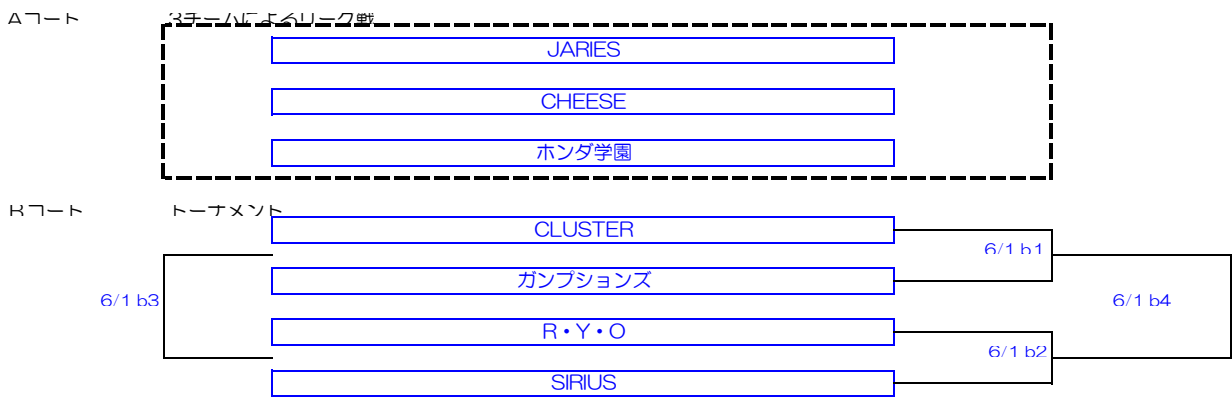 Aコート 3チームによるリーグ戦
JARIES
CHEESE
ホンダ学園
Bコート トーナメント
CLUSTER
6/1 b1
ガンプションズ
6/1 b3
6/1 b4
R・Y・O
6/1 b2
SIRIUS